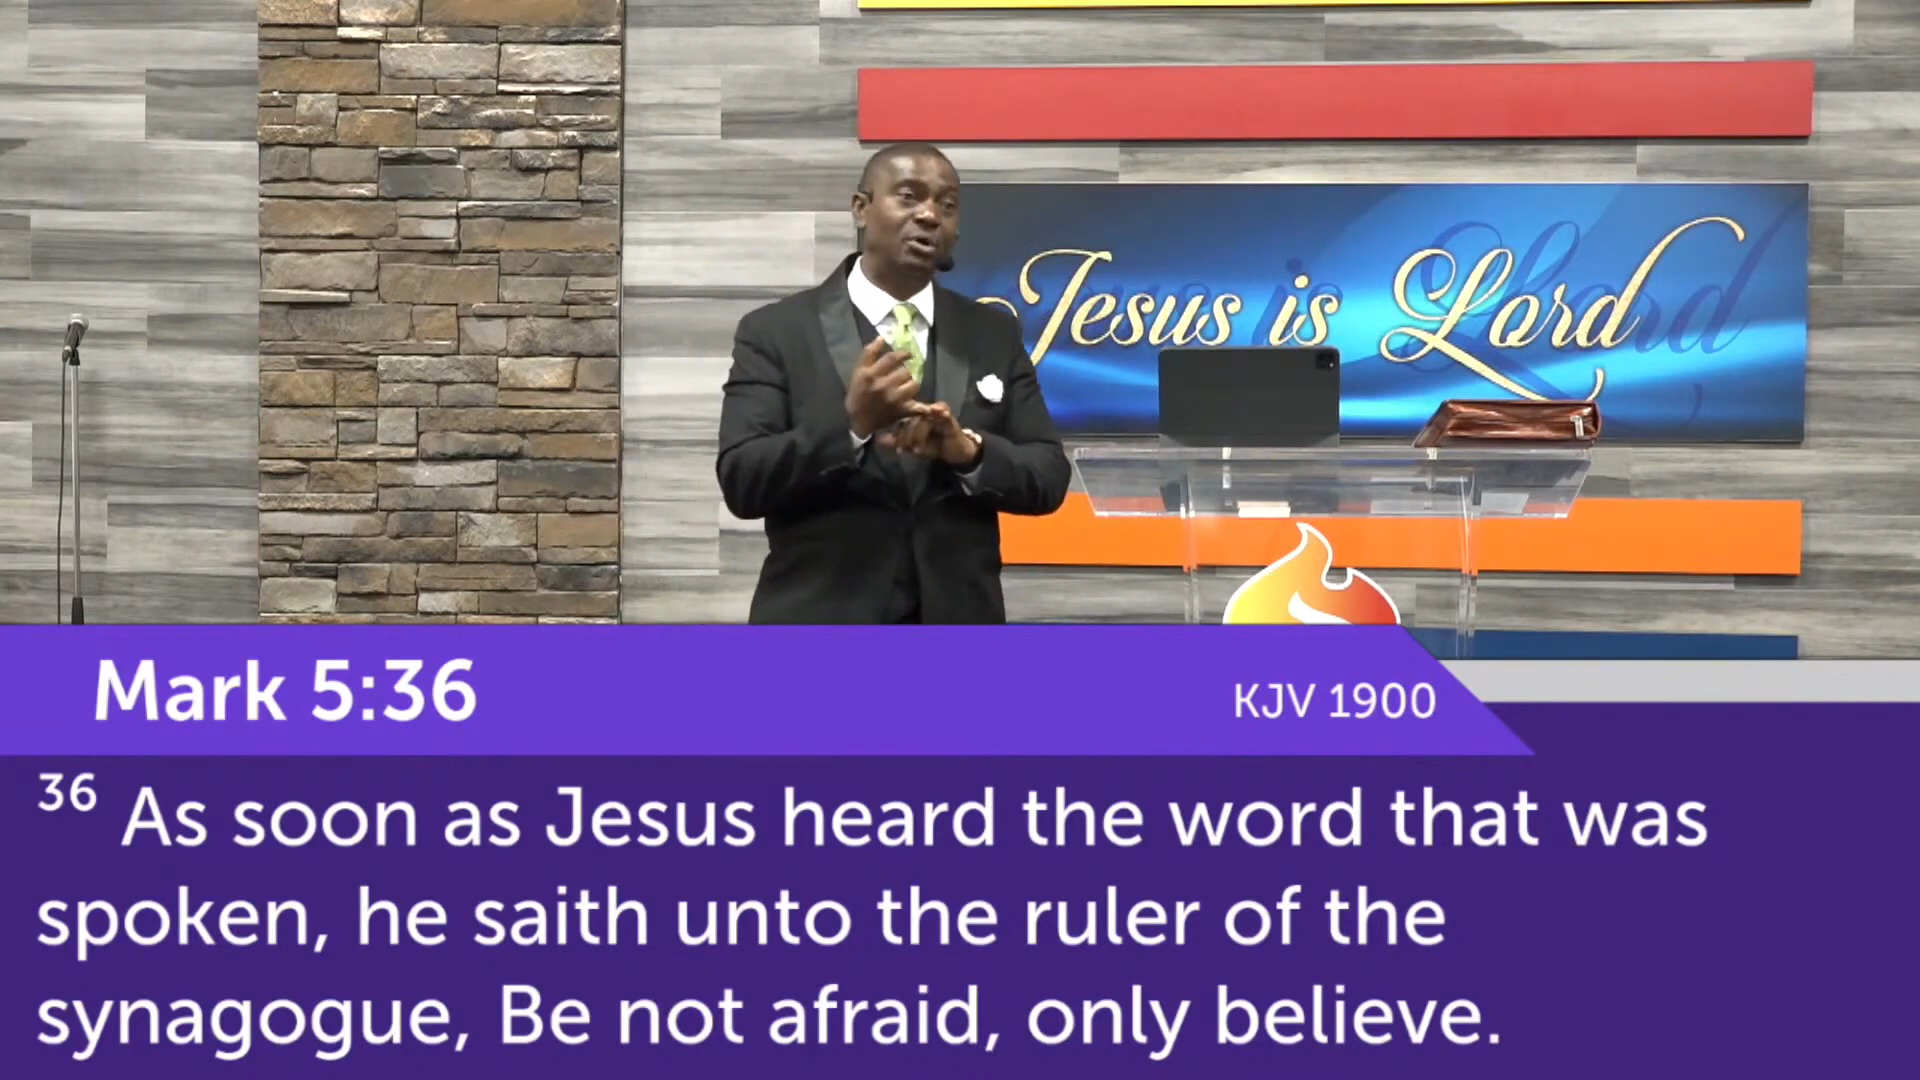 Jesus is Lord
Mark 5:36
KJV 1900
36 As soon as Jesus heard the word that was
spoken, he saith unto the ruler of the
synagogue, Be not afraid, only believe.